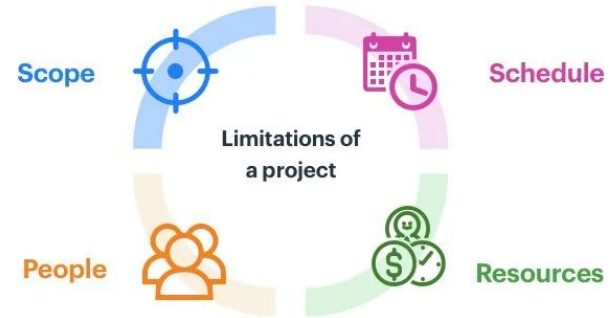 Scope
Schedule
Limitations of
a project
People
Resources
$